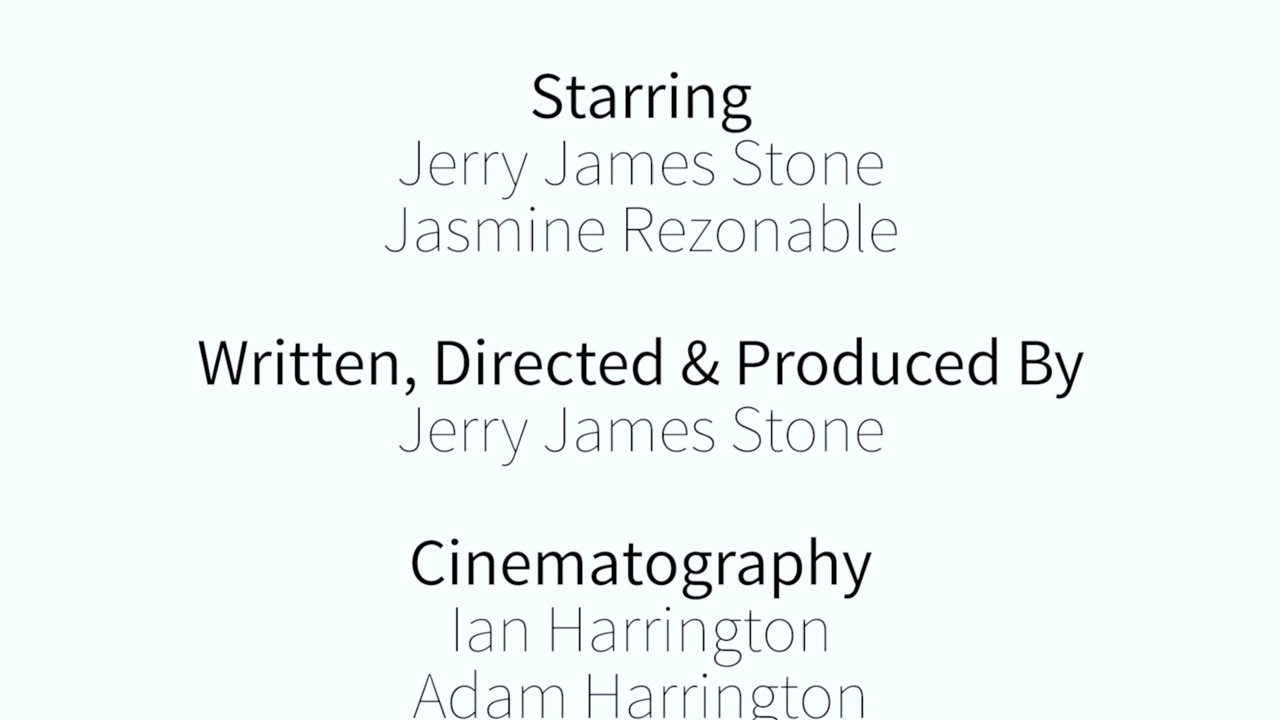 Starring
Jerry James Stone
Jasmine Rezonable
Written, Directed & Produced By
Jerry James Stone
Cinematography
Ian Harrington
Adam Harrington